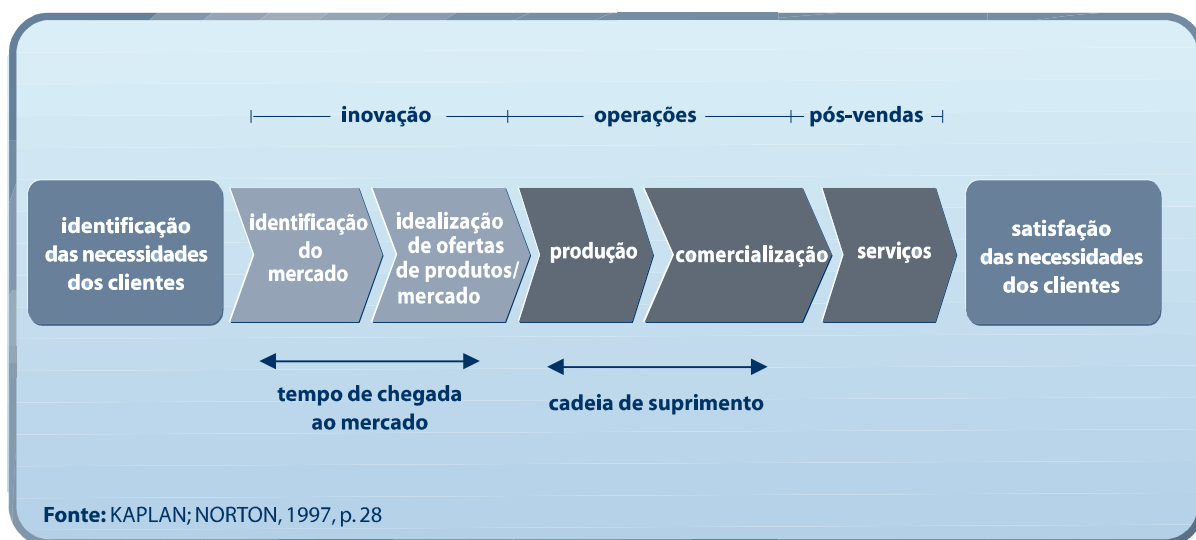 inovação
operações
pós-vendas
identificação
das necessidades
dos clientes
identificação
do
mercado
idealização
de ofertas
de produtos/
mercado
produção
comercialização
serviços
satisfação
das necessidades
dos clientes
tempo de chegada
ao mercado
cadeia de suprimento
Fonte: KAPLAN; NORTON, 1997, p. 28